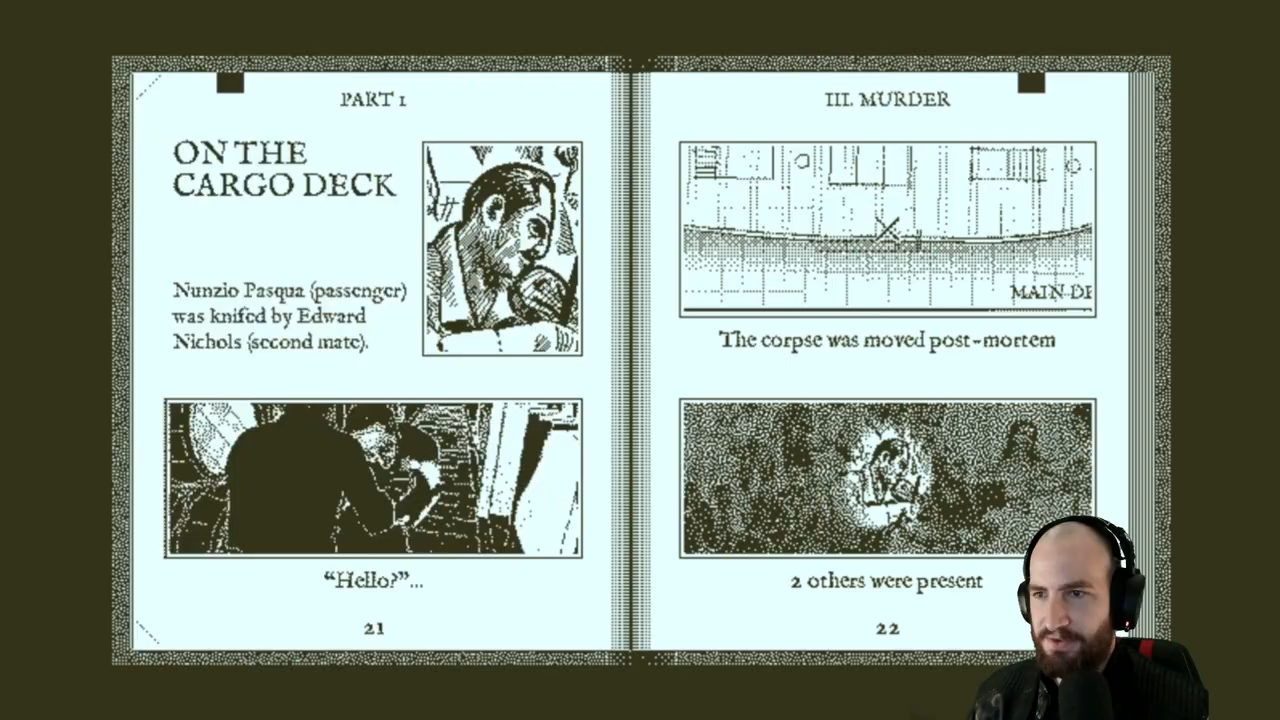 PART 1
ON THE
CARGO DECK
Nunzio Pasqua (passenger)
was knifed by Edward
Nichols (second mate).
“Hello?”...
21
III. MURDER
MAIN DE
The corpse was moved post-mortem
2 others were present
22